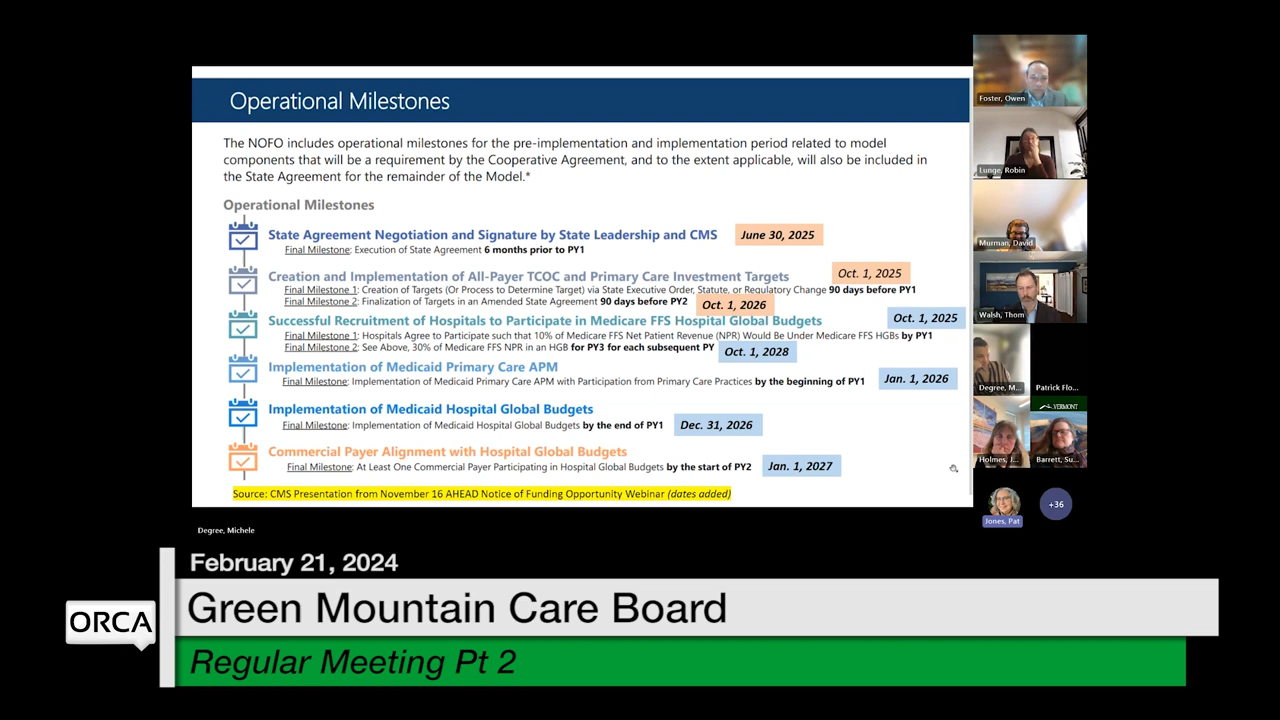 Operational Milestones
The NOFO includes operational milestones for the pre-implementation and implementation period related to model
components that will be a requirement by the Cooperative Agreement, and to the extent applicable, will also be included in
the State Agreement for the remainder of the Model.*
Operational Milestones
State Agreement Negotiation and Signature by State Leadership and CMS
June 30, 2025
Final Milestone: Execution of State Agreement 6 months prior to PY1
Creation and Implementation of All-Payer TCOC and Primary Care Investment Targets
Oct. 1, 2025
Final Milestone 1: Creation of Targets (Or Process to Determine Target) via State Executive Order, Statute, or Regulatory Change 90 days before PY1
Final Milestone 2: Finalization of Targets in an Amended State Agreement 90 days before PY2
Oct. 1, 2026
Successful Recruitment of Hospitals to Participate in Medicare FFS Hospital Global Budgets
Oct. 1, 2025
Final Milestone 1: Hospitals Agree to Participate such that 10% of Medicare FFS Net Patient Revenue (NPR) Would Be Under Medicare FFS HGBs by PY1
Final Milestone 2: See Above, 30% of Medicare FFS NPR in an HGB for PY3 for each subsequent PY
Oct. 1, 2028
Implementation of Medicaid Primary Care APM
Final Milestone: Implementation of Medicaid Primary Care APM with Participation from Primary Care Practices by the beginning of PY1
Jan. 1, 2026
Implementation of Medicaid Hospital Global Budgets
Final Milestone: Implementation of Medicaid Hospital Global Budgets by the end of PY1
Dec. 31, 2026
Commercial Payer Alignment with Hospital Global Budgets
Final Milestone: At Least One Commercial Payer Participating in Hospital Global Budgets by the start of PY2
Jan. 1, 2027
Source: CMS Presentation from November 16 AHEAD Notice of Funding Opportunity Webinar (dates added)
Foster, Owen
Lunge, Robin
Murman, David
Walsh, Thom
Degree, M...
Patrick Flo...
VERMONT
Holmes, J...
Barrett, Su...
Jones, Pat
+36
Degree, Michele
February 21, 2024
ORCA
Green Mountain Care Board
Regular Meeting Pt 2